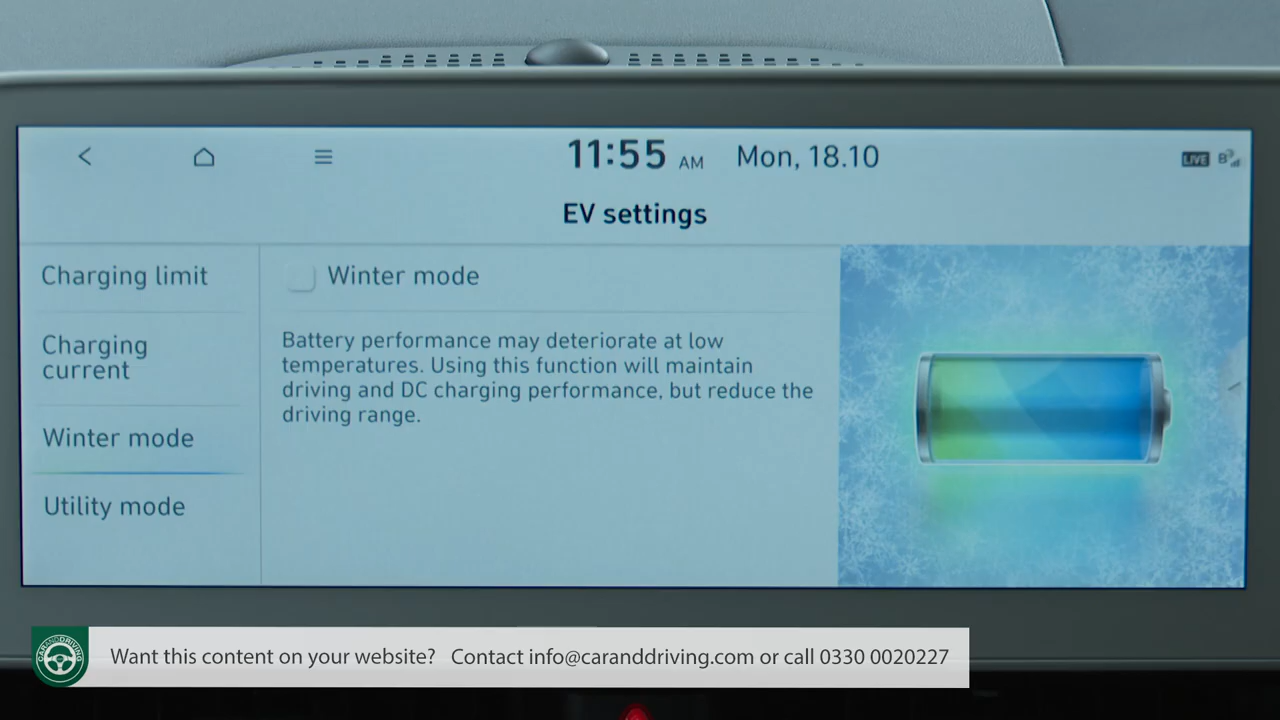 11:55 AM Mon, 18.10
LIVE
EV settings
Charging limit
Charging
current
Winter mode
Utility mode
Winter mode
Battery performance may deteriorate at low
temperatures. Using this function will maintain
driving and DC charging performance, but reduce the
driving range.
CARANDDRIVING
Want this content on your website? Contact info@caranddriving.com or call 0330 0020227